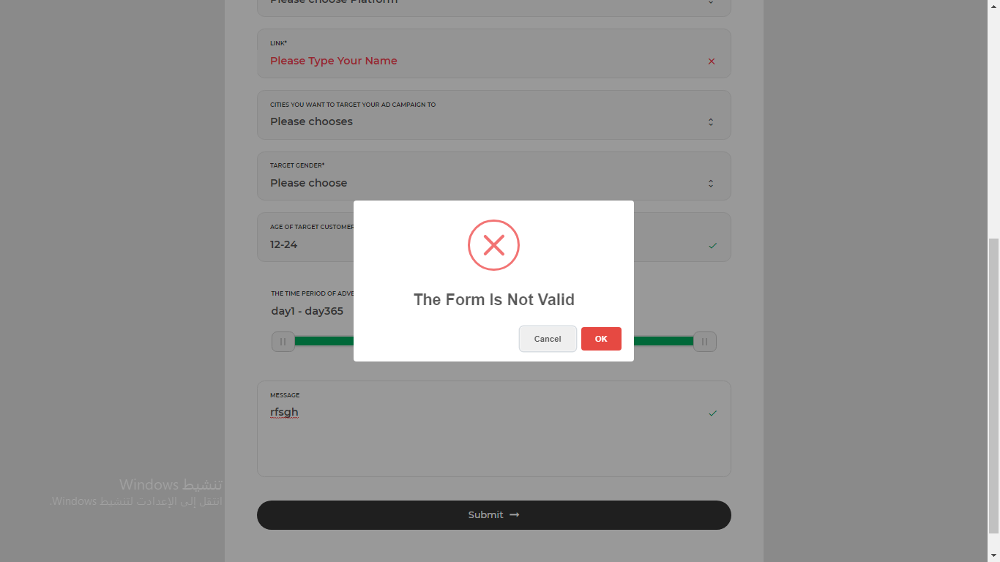 Please choose Platform
LINK*
Please Type Your Name
CITIES YOU WANT TO TARGET YOUR AD CAMPAIGN TO
Please chooses
TARGET GENDER*
Please choose
AGE OF TARGET CUSTOMER
12-24
The Form Is Not Valid
Cancel
OK
THE TIME PERIOD OF ADVE
day1 - day365
MESSAGE
rfsgh
تنشيط Windows
انتقل إلى الإعدادت لتنشيط Windows.
Submit